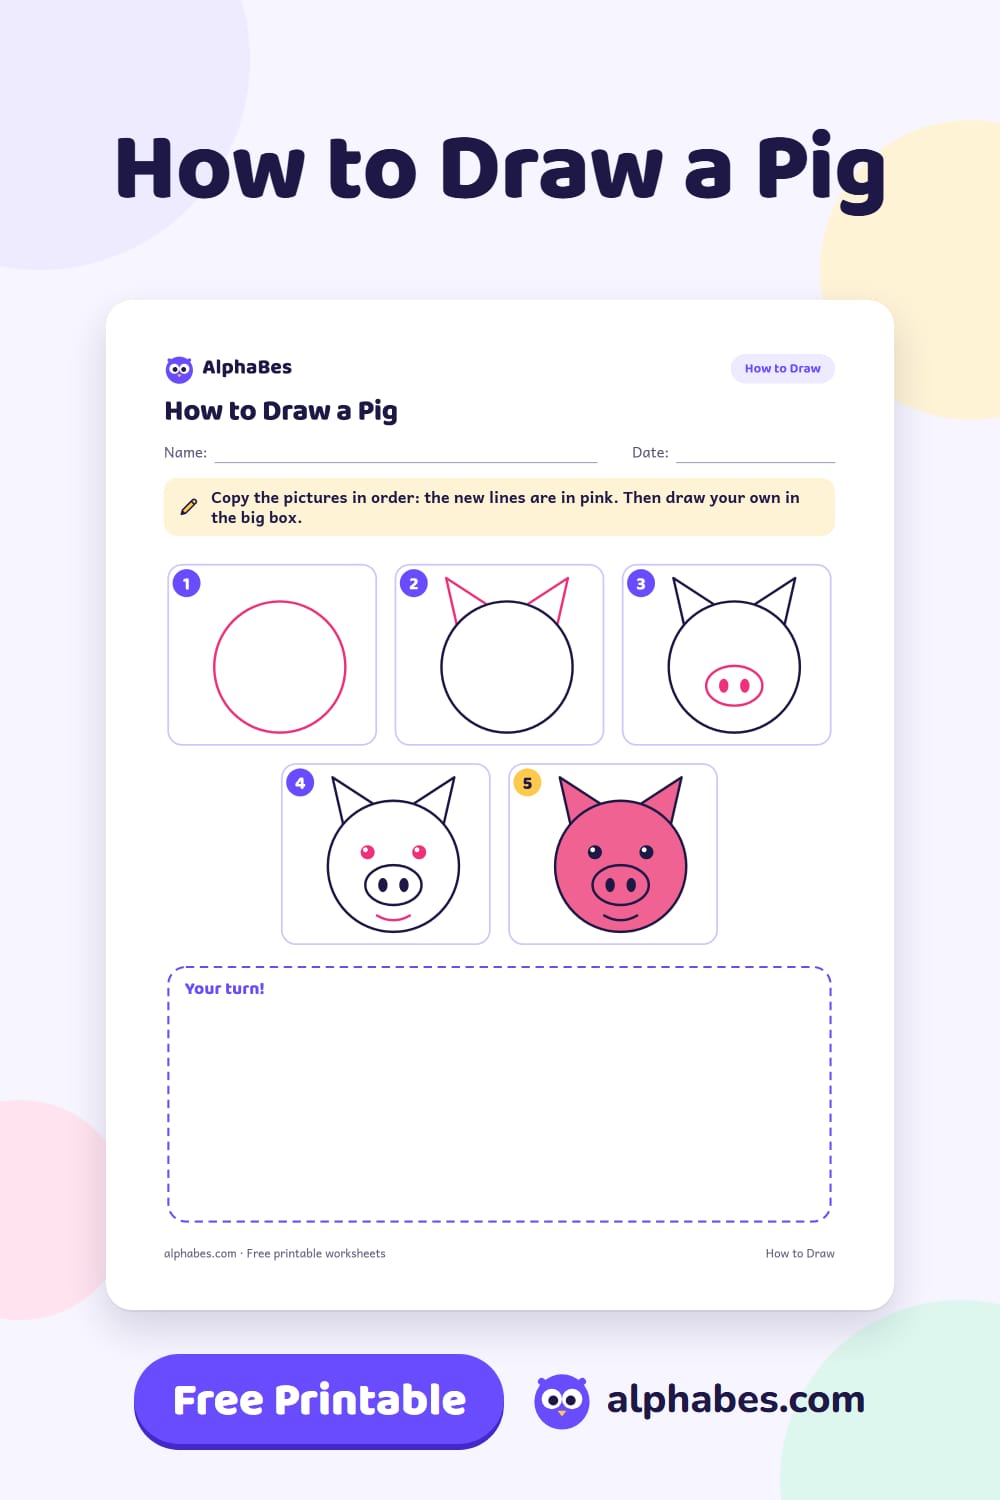 How to Draw a Pig
AlphaBes
How to Draw
How to Draw a Pig
Name:
Date:
Copy the pictures in order: the new lines are in pink. Then draw your own in
the big box.
1
2
3
4
5
Your turn!
alphabes.com · Free printable worksheets
How to Draw
Free Printable
alphabes.com